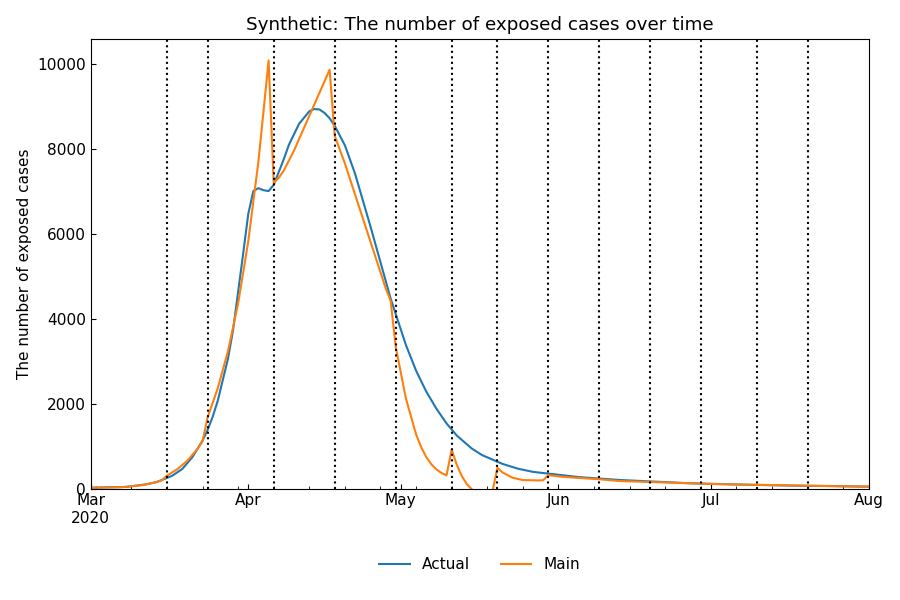 Synthetic: The number of exposed cases over time
The number of exposed cases
10000
8000
6000
4000
2000
0
Mar
2020
Apr
May
Jun
Jul
Aug
Actual
Main